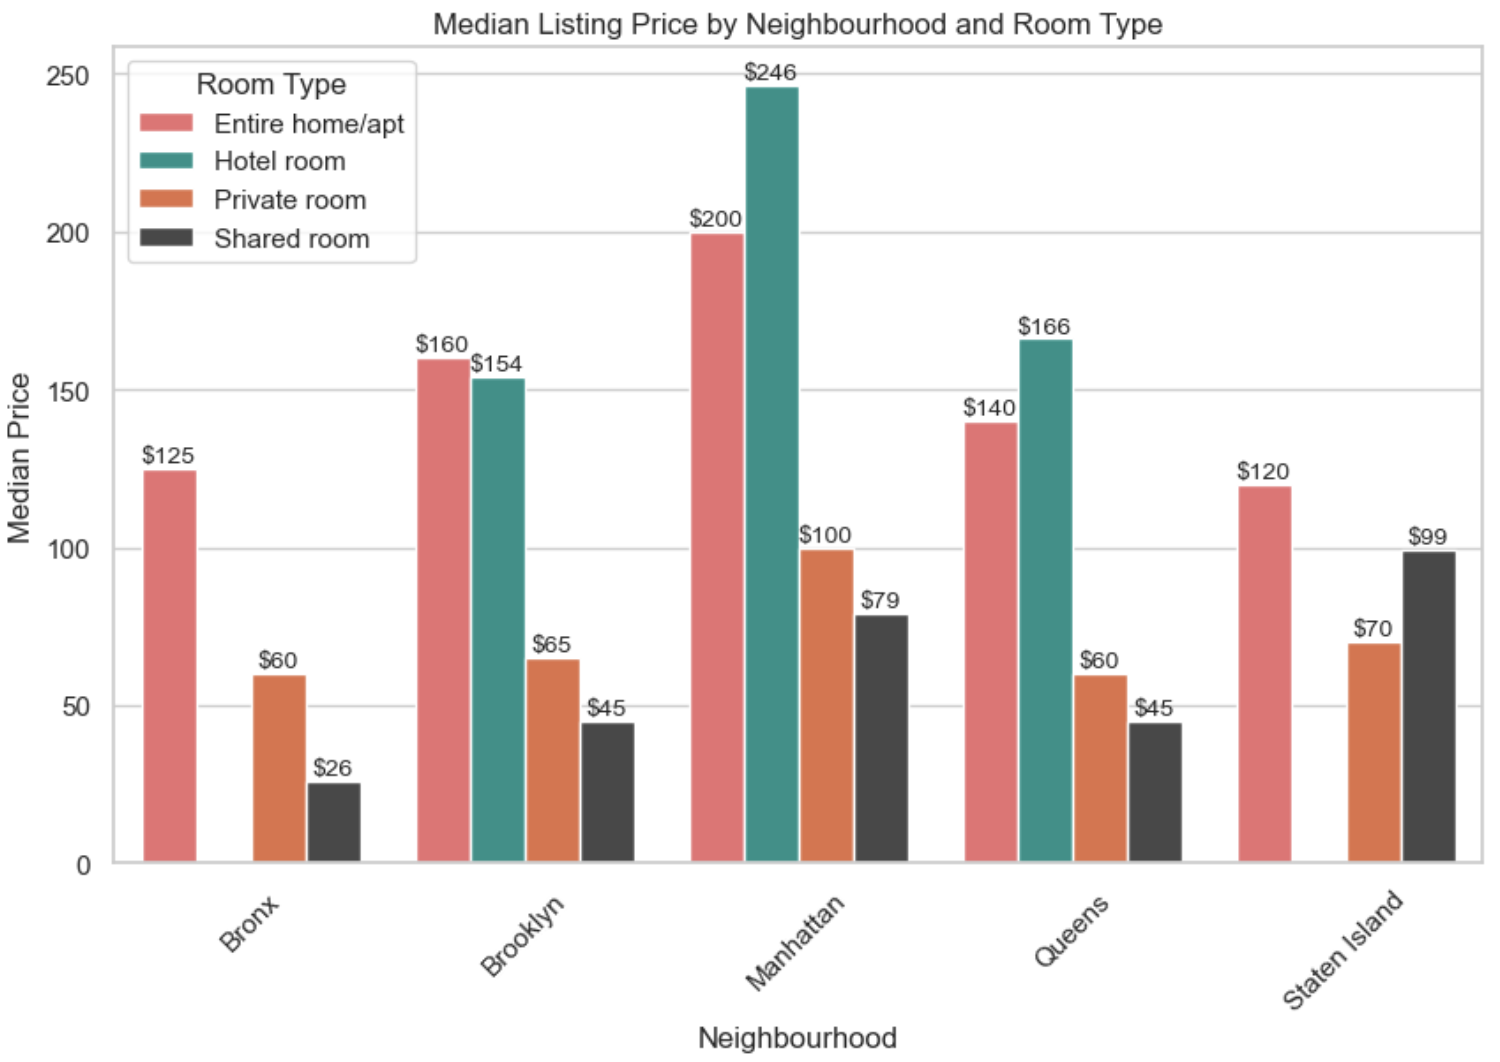 Median Listing Price by Neighbourhood and Room Type
Room Type
Entire home/apt
Hotel room
Private room
Shared room
Median Price
250
200
150
100
50
0
$125
$60
$26
$160
$154
$65
$45
$200
$246
$100
$79
$140
$166
$60
$45
$120
$70
$99
Bronx
Brooklyn
Manhattan
Queens
Staten Island
Neighbourhood